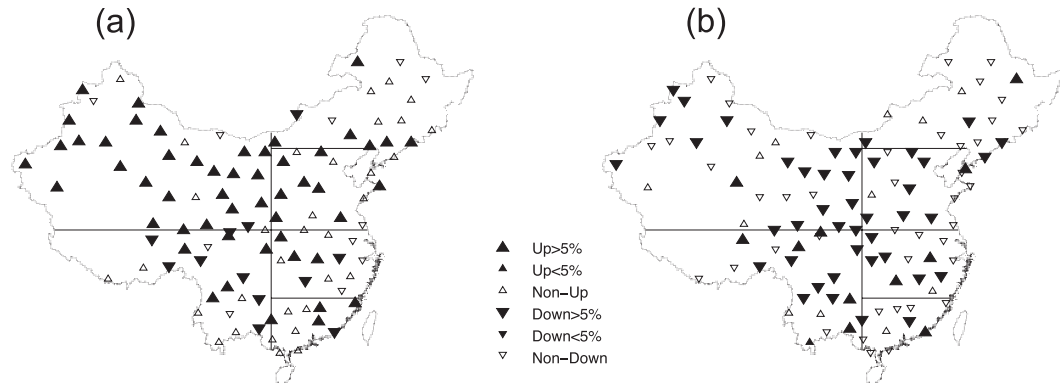 (a)
(b)
Up>5%
Up<5%
Non−Up
Down>5%
Down<5%
Non−Down